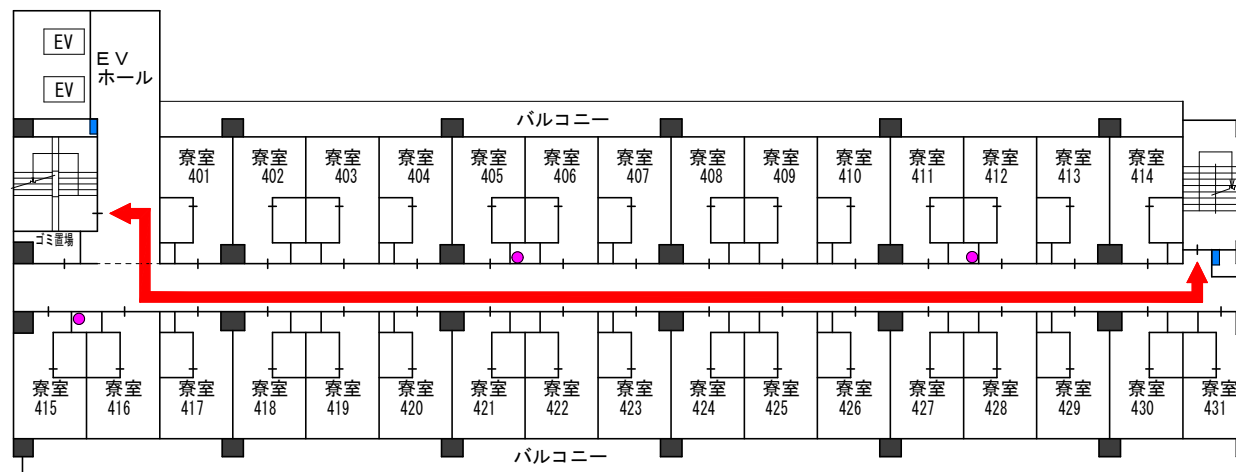 EV
EV
ＥＶ
ホール
バルコニー
寮室
401
寮室
402
寮室
403
寮室
404
寮室
405
寮室
406
寮室
407
寮室
408
寮室
409
寮室
410
寮室
411
寮室
412
寮室
413
寮室
414
ゴミ置場
寮室
415
寮室
416
寮室
417
寮室
418
寮室
419
寮室
420
寮室
421
寮室
422
寮室
423
寮室
424
寮室
425
寮室
426
寮室
427
寮室
428
寮室
429
寮室
430
寮室
431
バルコニー